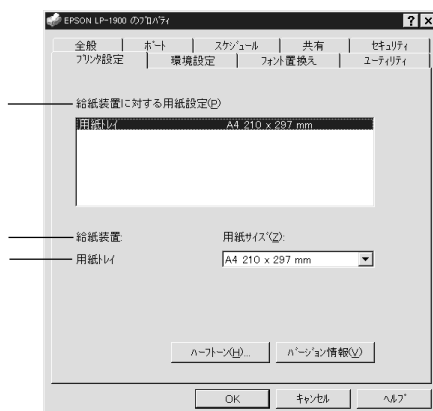 EPSON LP-1900 のﾌﾟﾛﾊﾟﾃｨ
全般 ﾎﾟｰﾄ ｽｹｼﾞｭｰﾙ 共有 ｾｷｭﾘﾃｨ
ﾌﾟﾘﾝﾀ設定 環境設定 ﾌｫﾝﾄ置換え ﾕｰﾃｨﾘﾃｨ
給紙装置に対する用紙設定(P)
用紙ﾄﾚｲ A4 210 x 297 mm
給紙装置: 用紙ｻｲｽﾞ(Z):
用紙ﾄﾚｲ A4 210 x 297 mm
ﾊｰﾌﾄｰﾝ(H)... ﾊﾞｰｼﾞｮﾝ情報(V)
OK ｷｬﾝｾﾙ ﾍﾙﾌﾟ